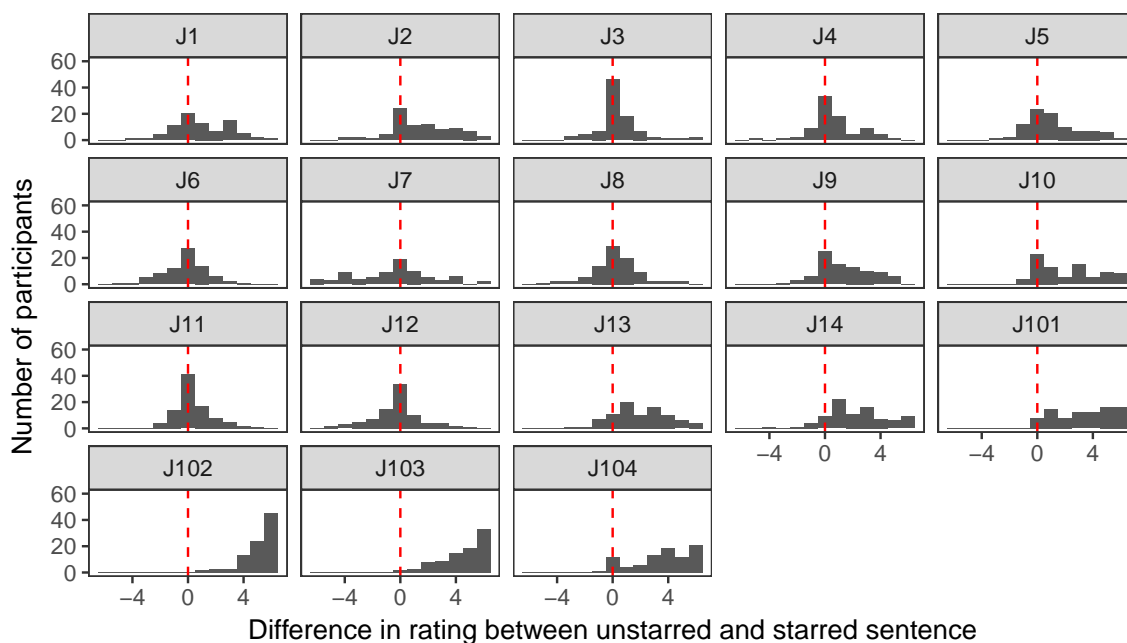 J1 J2 J3 J4 J5
60
40
20
0
J6 J7 J8 J9 J10
60
40
20
0
J11 J12 J13 J14 J101
60
40
20
0
−4 0 4 −4 0 4
J102 J103 J104
60
40
20
0
−4 0 4 −4 0 4 −4 0 4
Number of participants
Difference in rating between unstarred and starred sentence